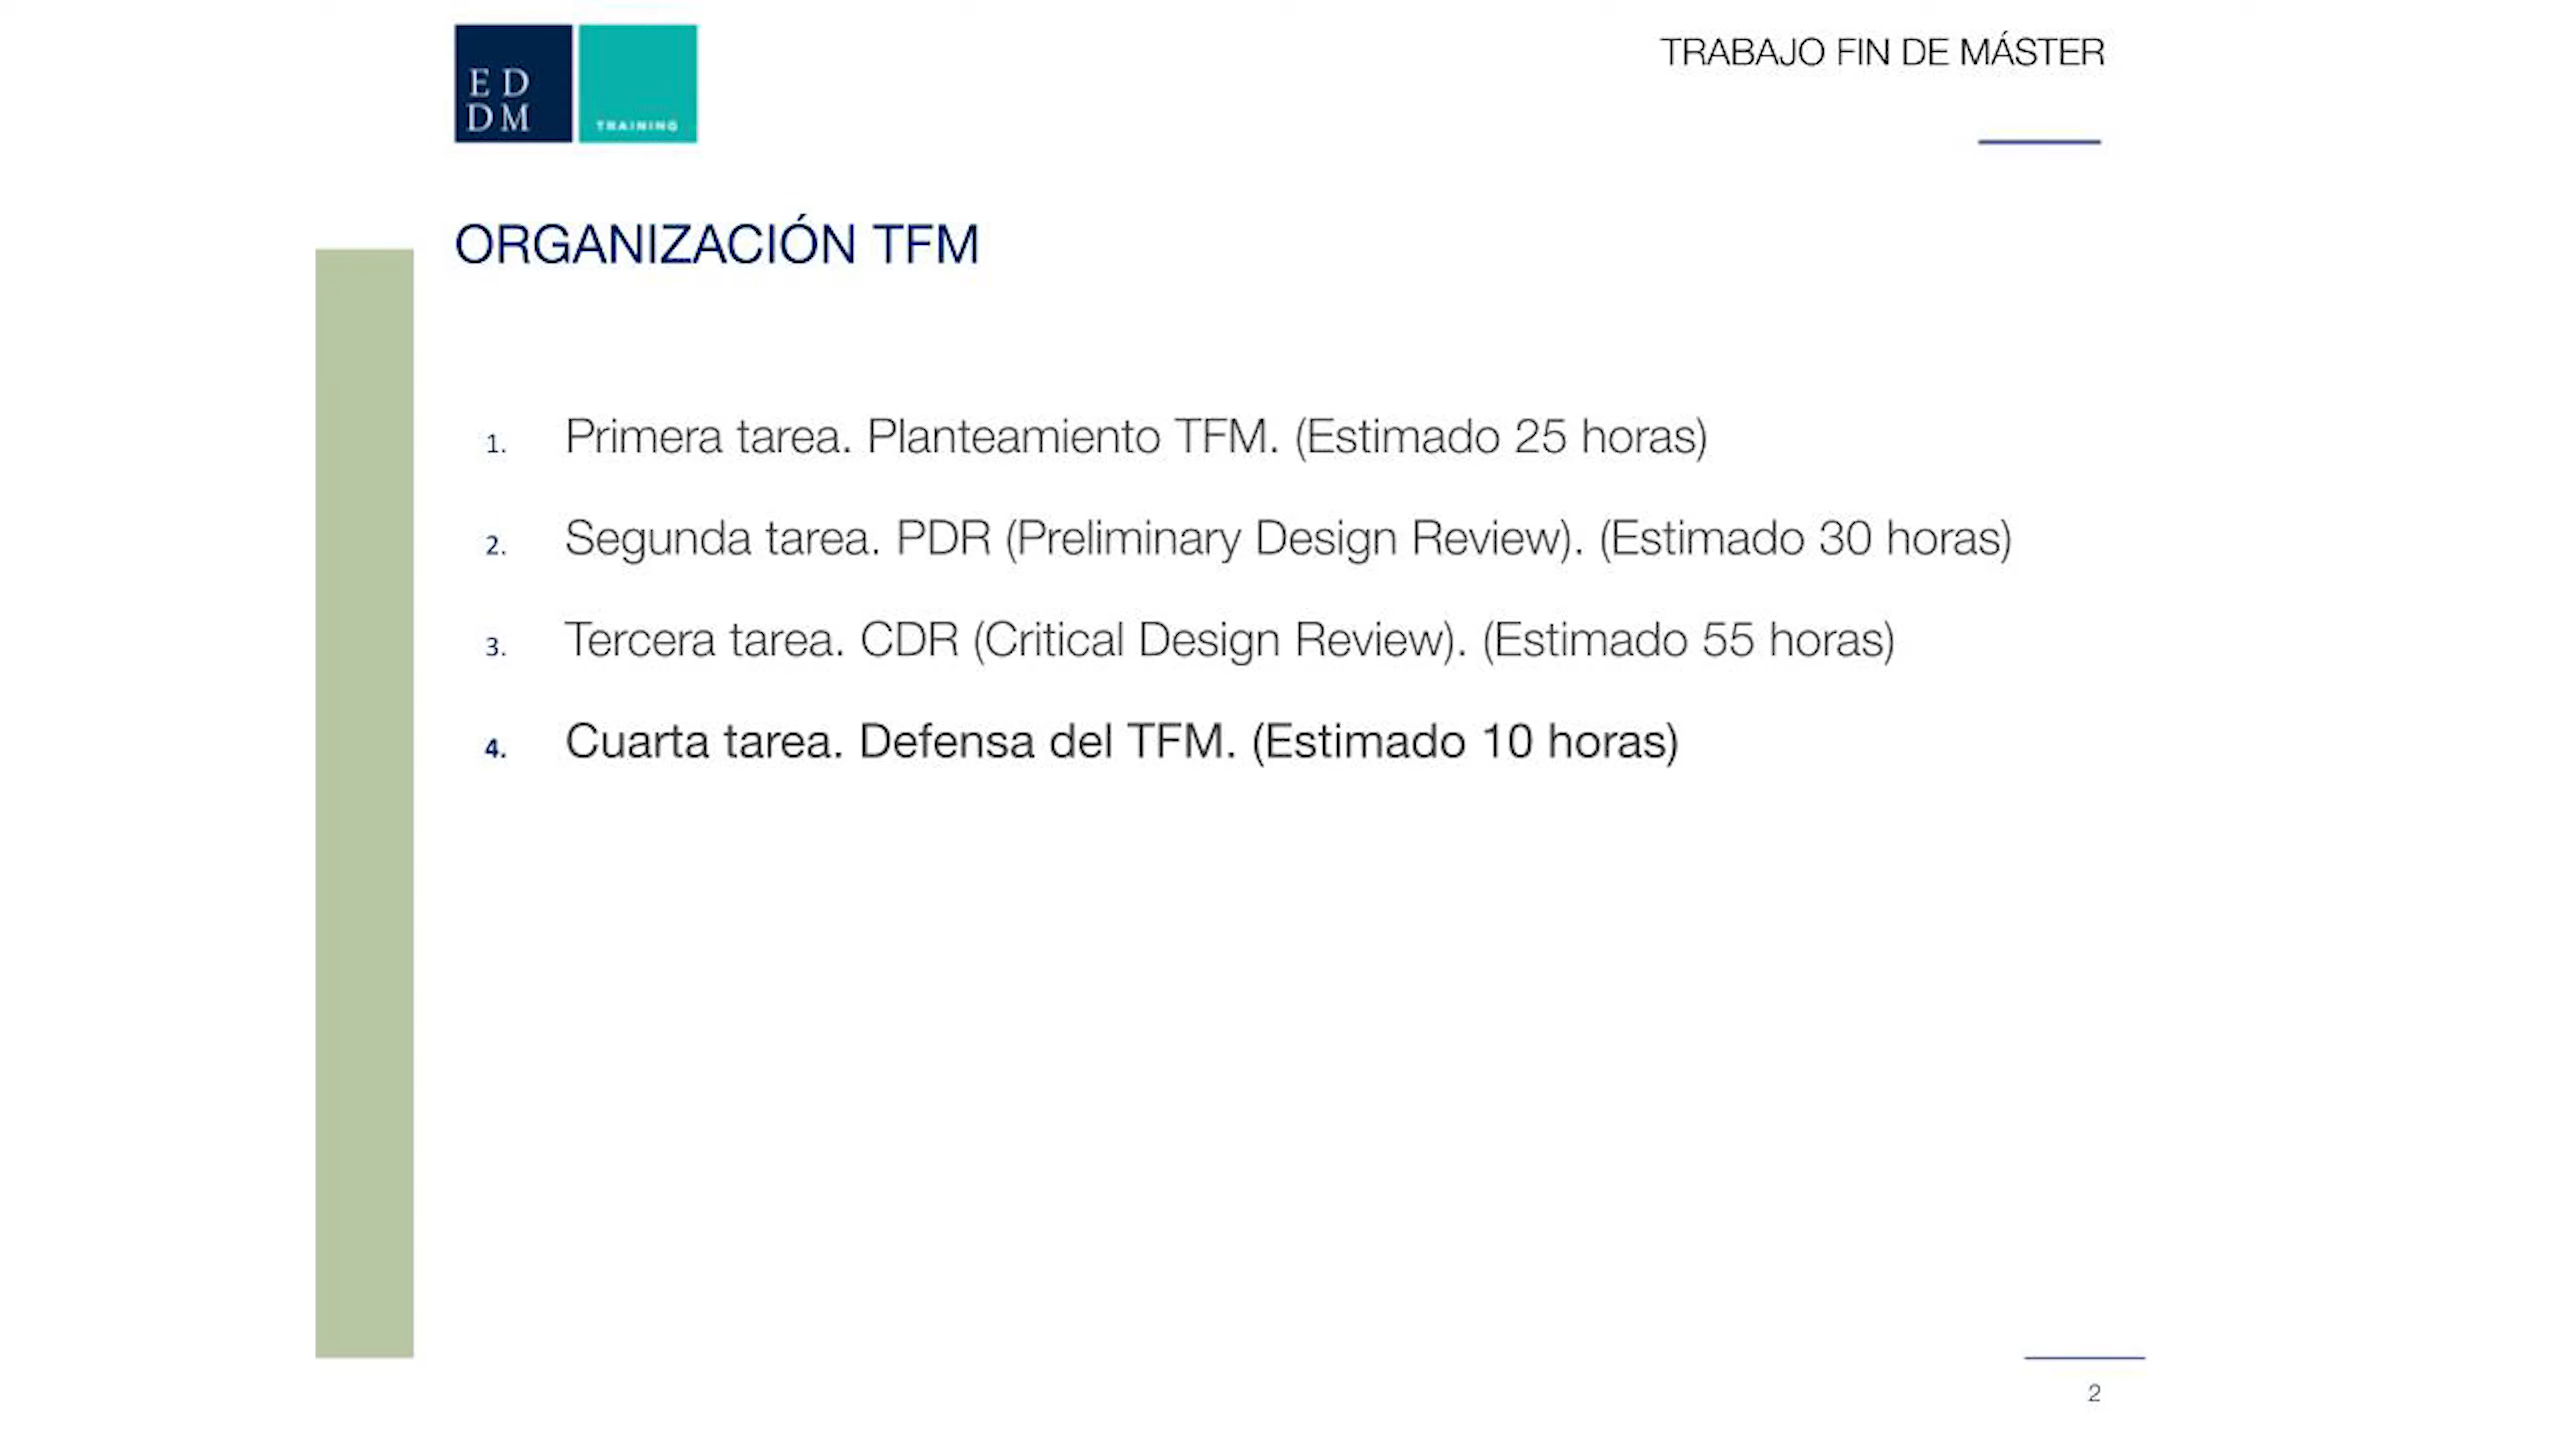 E D
D M
TRAINING
TRABAJO FIN DE MÁSTER
ORGANIZACIÓN TFM
1. Primera tarea. Planteamiento TFM. (Estimado 25 horas)
2. Segunda tarea. PDR (Preliminary Design Review). (Estimado 30 horas)
3. Tercera tarea. CDR (Critical Design Review). (Estimado 55 horas)
4. Cuarta tarea. Defensa del TFM. (Estimado 10 horas)
2